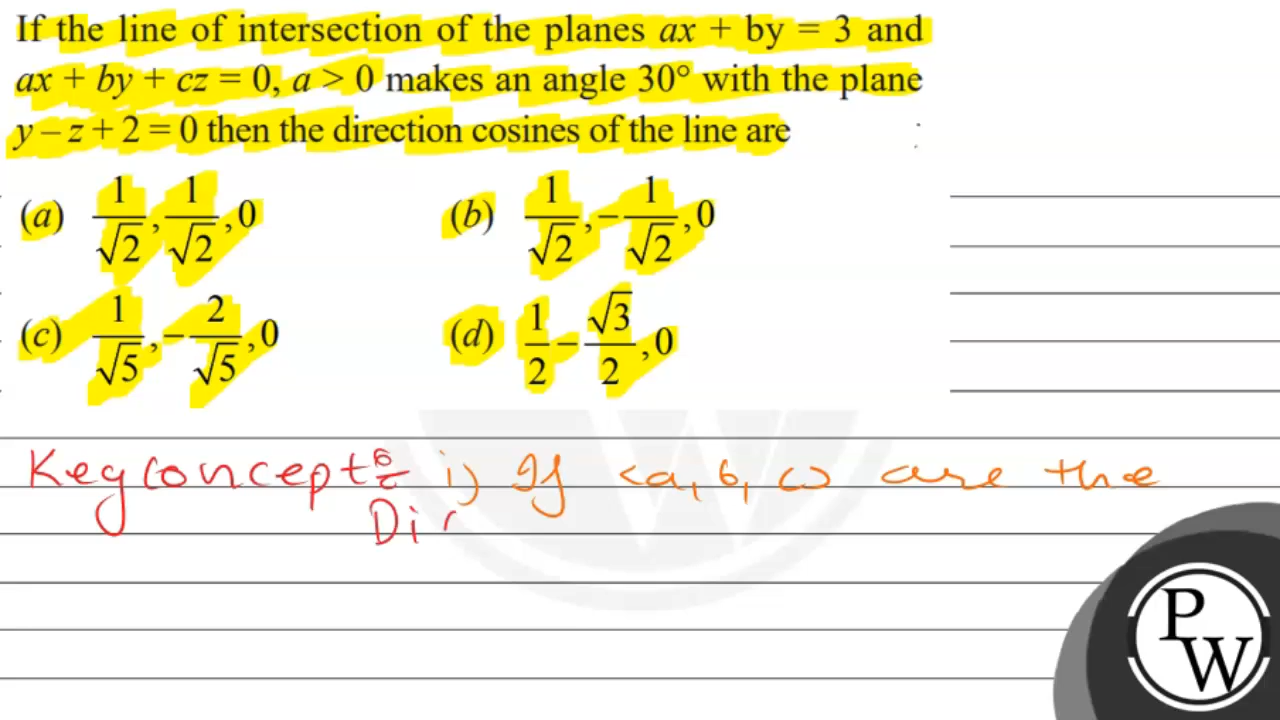 If the line of intersection of the planes ax + by = 3 and
ax + by + cz = 0, a > 0 makes an angle 30° with the plane
y – z + 2 = 0 then the direction cosines of the line are
(a) 1/√2, 1/√2, 0
(b) 1/√2, – 1/√2, 0
(c) 1/√5, – 2/√5, 0
(d) 1/2 – √3/2, 0
Key concept i) If <a, b, c> are the
Dir
P
W